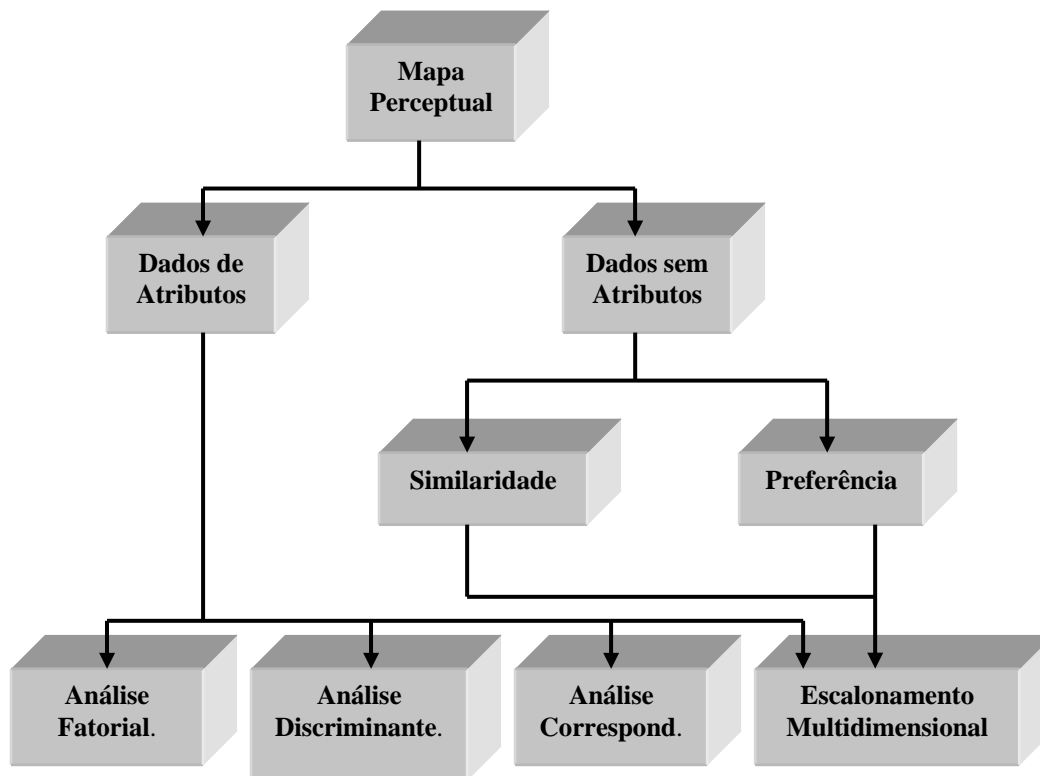 Mapa
Perceptual
Dados de
Atributos
Dados sem
Atributos
Similaridade
Preferência
Análise
Fatorial.
Análise
Discriminante.
Análise
Correspond.
Escalonamento
Multidimensional